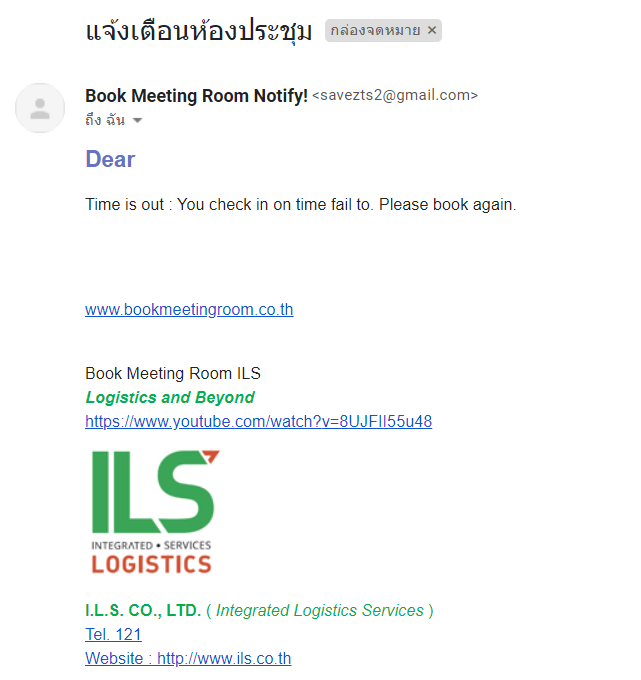 แจ้งเตือนห้องประชุม กล่องจดหมาย ×
Book Meeting Room Notify! <savezts2@gmail.com>
ถึง ฉัน
Dear
Time is out : You check in on time fail to. Please book again.
www.bookmeetingroom.co.th
Book Meeting Room ILS
Logistics and Beyond
https://www.youtube.com/watch?v=8UJFIl55u48
ILS
INTEGRATED • SERVICES
LOGISTICS
I.L.S. CO., LTD. ( Integrated Logistics Services )
Tel. 121
Website : http://www.ils.co.th